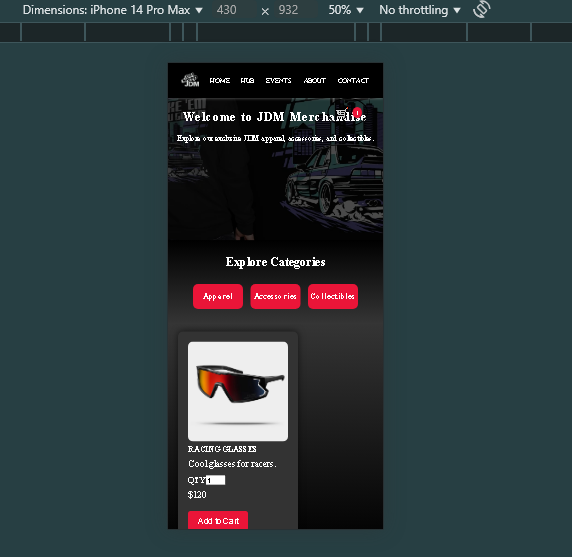 Dimensions: iPhone 14 Pro Max ▼ 430 × 932 50% ▼ No throttling ▼
JDM HOME HUB EVENTS ABOUT CONTACT
RE 'EM
Welcome to JDM Merchandise
1
Explore our exclusive JDM apparel, accessories, and collectibles.
Explore Categories
Apparel Accessories Collectibles
RACING GLASSES
Cool glasses for racers.
QTY
$120
Add to Cart